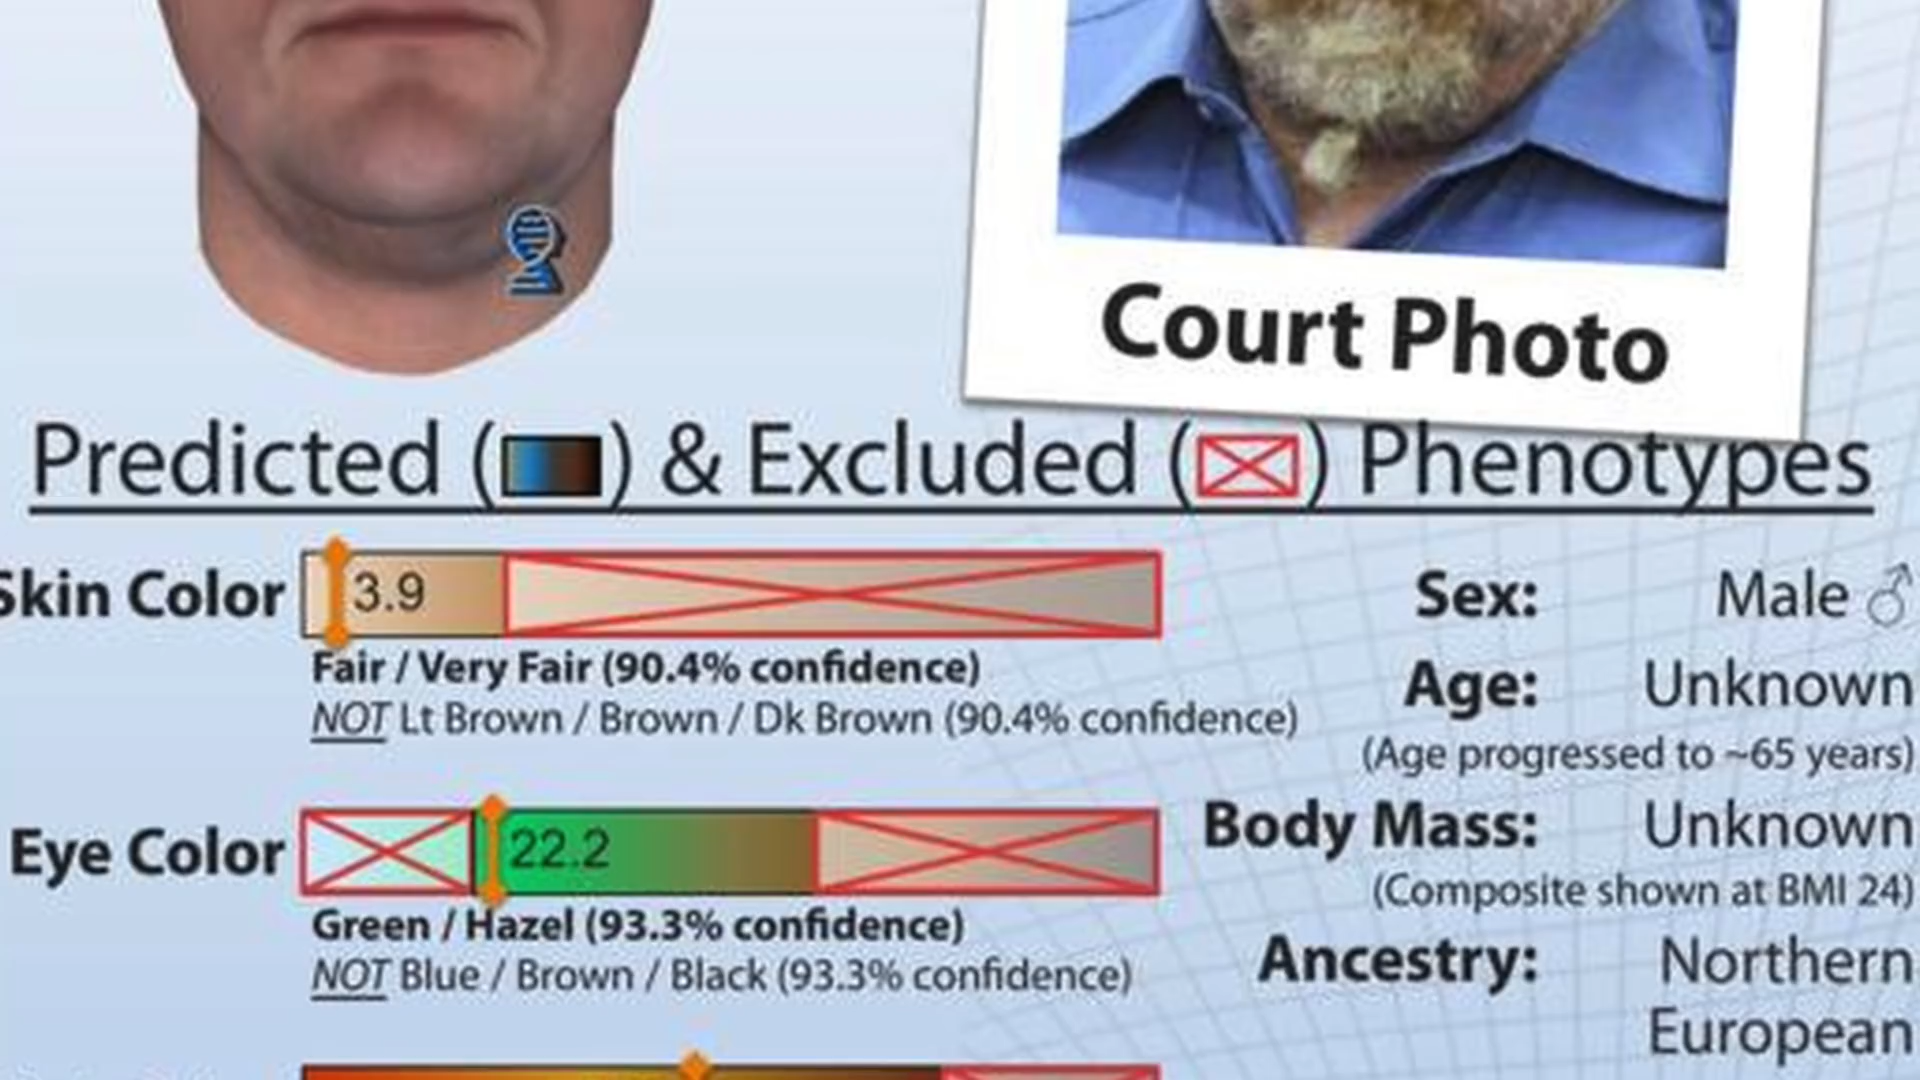 Court Photo
Predicted ( ) & Excluded ( ) Phenotypes
Skin Color
3.9
Fair / Very Fair (90.4% confidence)
NOT Lt Brown / Brown / Dk Brown (90.4% confidence)
Eye Color
22.2
Green / Hazel (93.3% confidence)
NOT Blue / Brown / Black (93.3% confidence)
Sex: Male ♂
Age: Unknown
(Age progressed to ~65 years)
Body Mass: Unknown
(Composite shown at BMI 24)
Ancestry: Northern
European